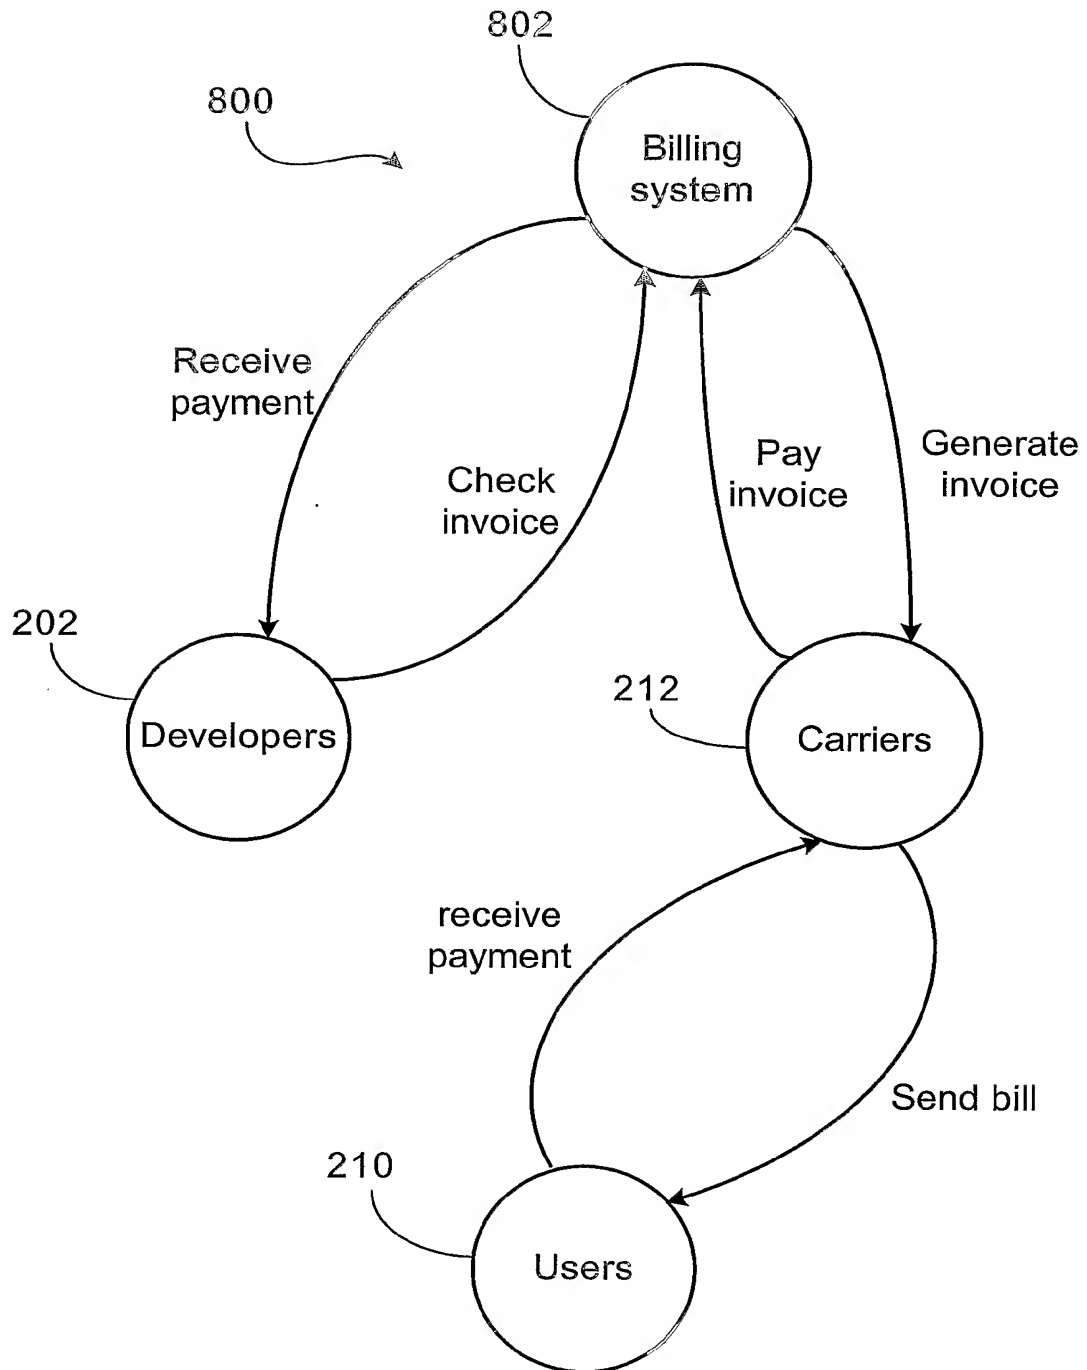 802
800
Billing
system
Receive
payment
Check
invoice
Pay
invoice
Generate
invoice
202
Developers
212
Carriers
receive
payment
Send bill
210
Users